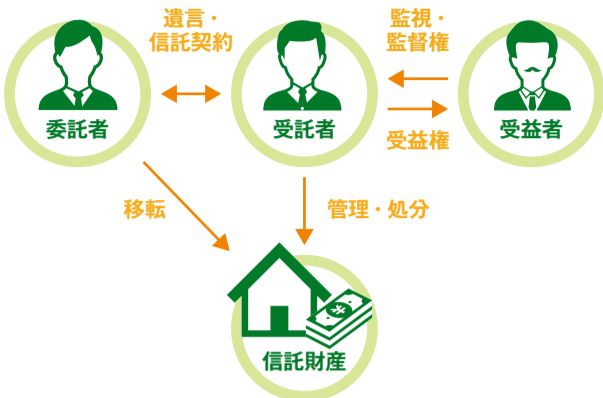 遺言・
信託契約
監視・
監督権
委託者
受託者
受益者
受益権
移転
管理・処分
信託財産